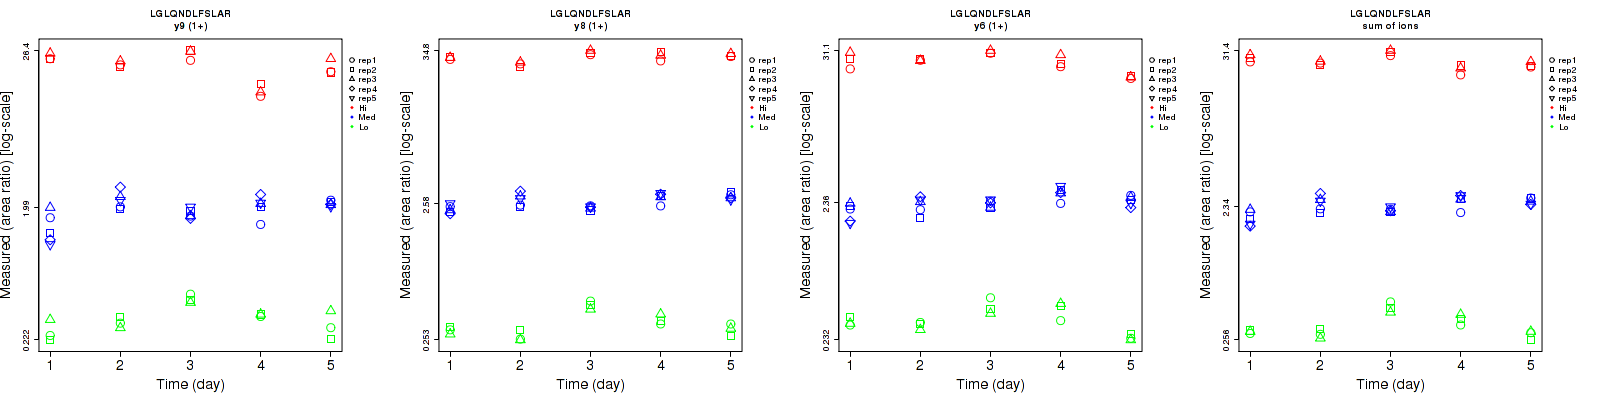 LGLQNDLFSLAR
y9 (1+)
26.4
1.99
0.222
Measured (area ratio) [log-scale]
1 2 3 4 5
Time (day)
rep1
rep2
rep3
rep4
rep5
Hi
Med
Lo
LGLQNDLFSLAR
y8 (1+)
34.8
2.58
0.253
Measured (area ratio) [log-scale]
1 2 3 4 5
Time (day)
rep1
rep2
rep3
rep4
rep5
Hi
Med
Lo
LGLQNDLFSLAR
y6 (1+)
31.1
2.36
0.232
Measured (area ratio) [log-scale]
1 2 3 4 5
Time (day)
rep1
rep2
rep3
rep4
rep5
Hi
Med
Lo
LGLQNDLFSLAR
sum of ions
31.4
2.34
0.256
Measured (area ratio) [log-scale]
1 2 3 4 5
Time (day)
rep1
rep2
rep3
rep4
rep5
Hi
Med
Lo